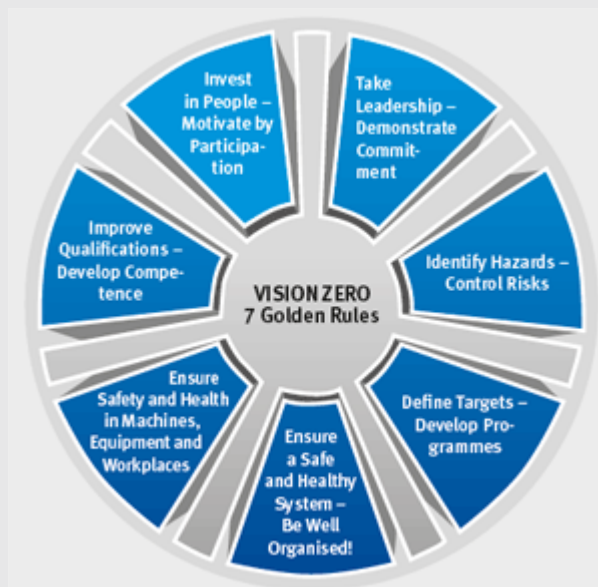 VISION ZERO
7 Golden Rules
Take
Leadership –
Demonstrate
Commit-
ment
Identify Hazards –
Control Risks
Define Targets –
Develop Pro-
grammes
Ensure
a Safe
and Healthy
System –
Be Well
Organised!
Ensure
Safety and Health
in Machines,
Equipment and
Workplaces
Improve
Qualifications –
Develop Compe-
tence
Invest
in People –
Motivate by
Participa-
tion